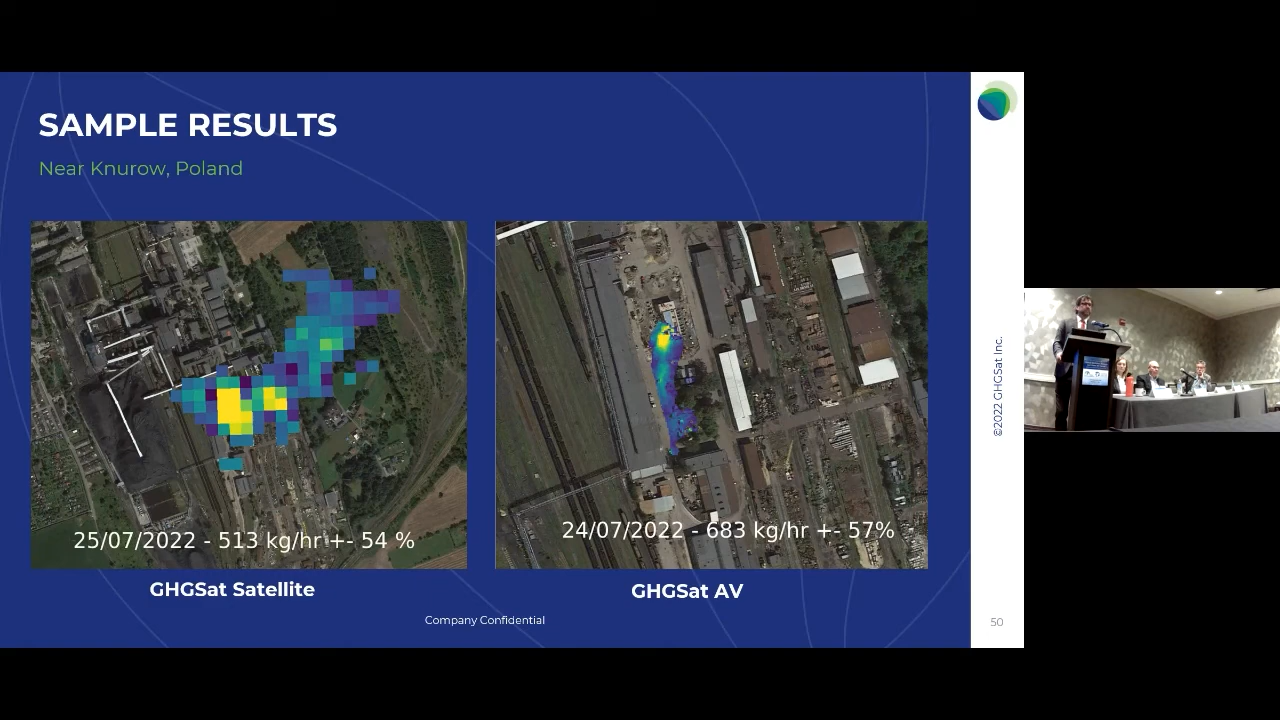 SAMPLE RESULTS
Near Knurow, Poland
25/07/2022 - 513 kg/hr +- 54 %
24/07/2022 - 683 kg/hr +- 57%
GHGSat Satellite
GHGSat AV
Company Confidential
©2022 GHGSat Inc.
50